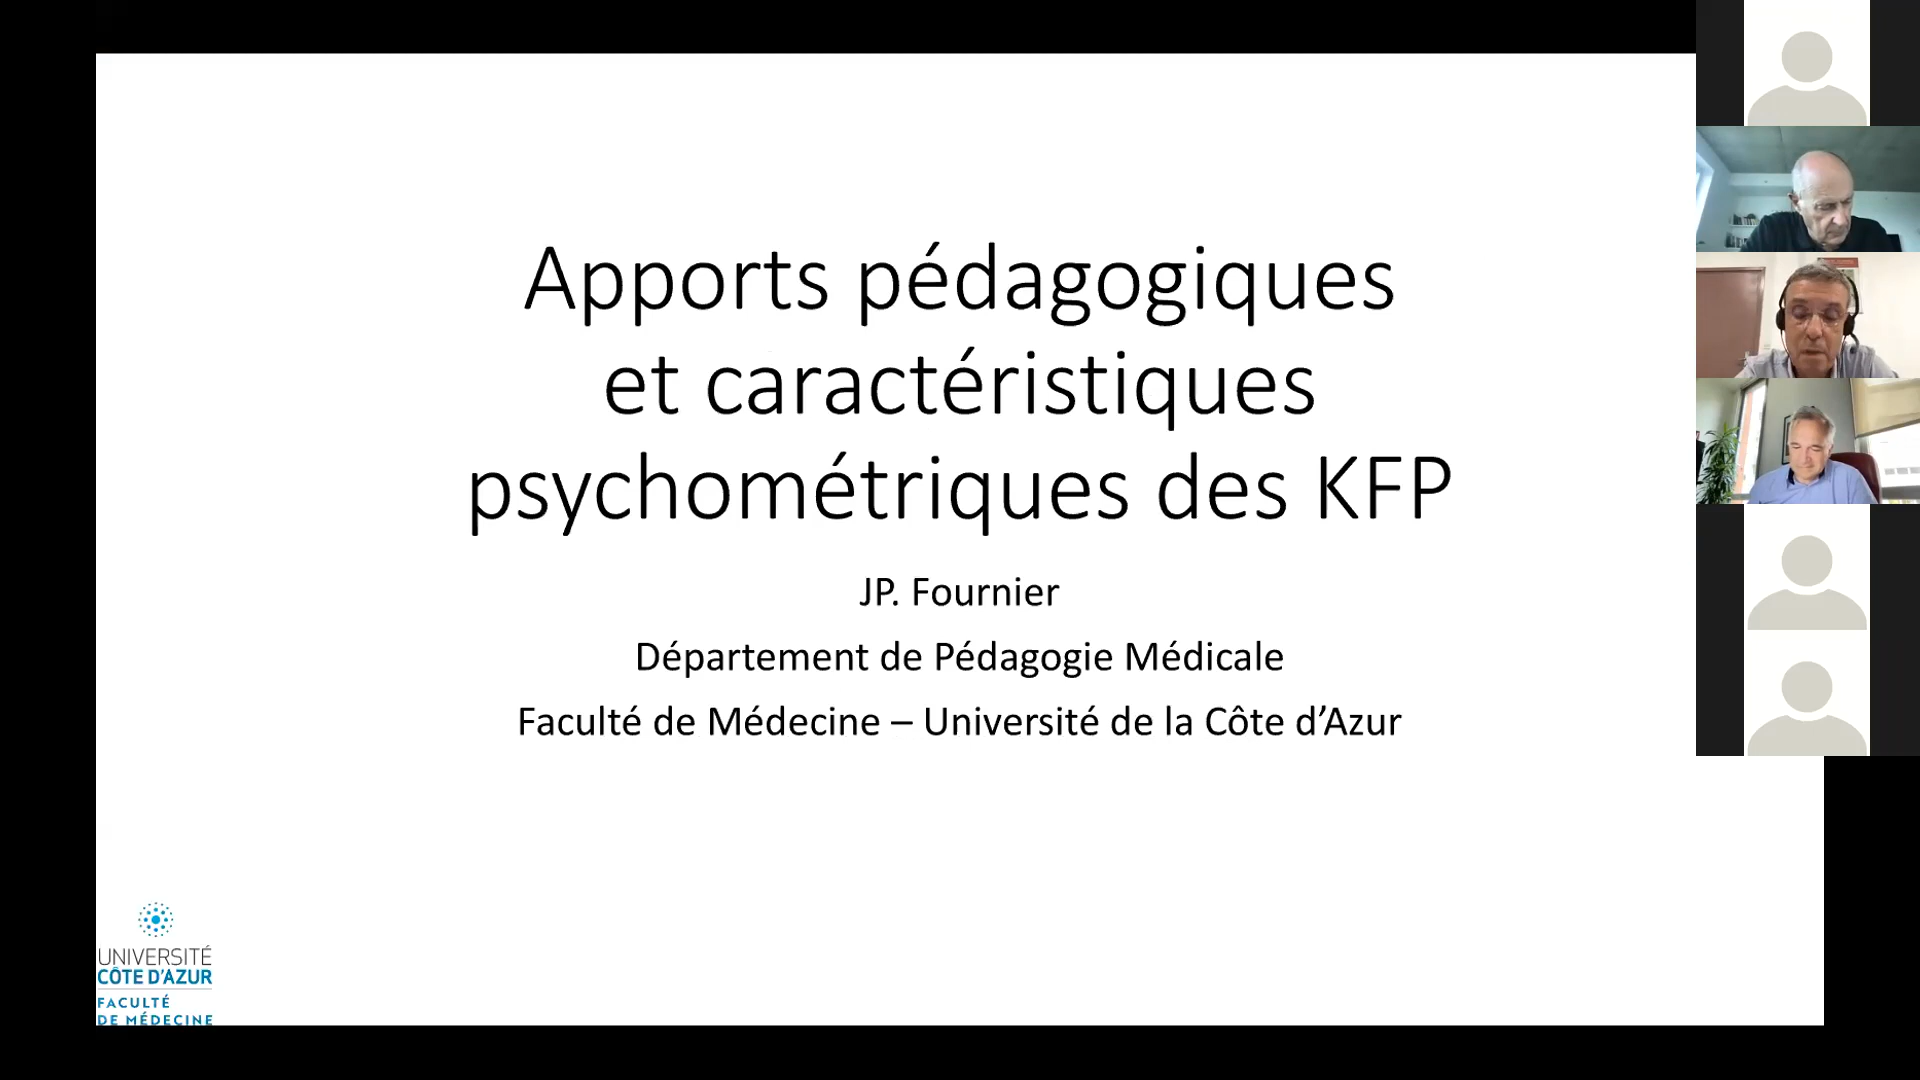 Apports pédagogiques
et caractéristiques
psychométriques des KFP
JP. Fournier
Département de Pédagogie Médicale
Faculté de Médecine – Université de la Côte d’Azur
UNIVERSITÉ
CÔTE D'AZUR
FACULTÉ
DE MÉDECINE